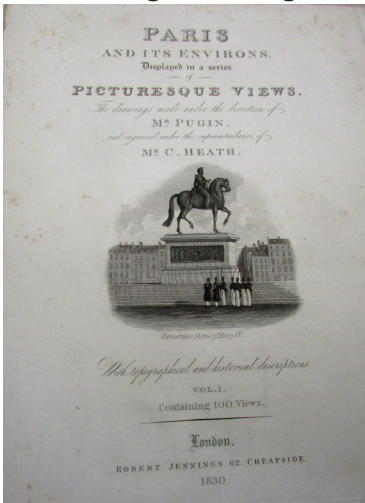 PARIS
AND ITS ENVIRONS,
Displayed in a series
of
PICTURESQUE VIEWS.
The drawings made under the direction of
MR PUGIN,
and engraved under the superintendence of
MR C. HEATH.
Equestrian Statue of Henry IV.
With topographical and historical descriptions
VOL. I.
Containing 100 Views.
London.
ROBERT JENNINGS, 62, CHEAPSIDE.
1830